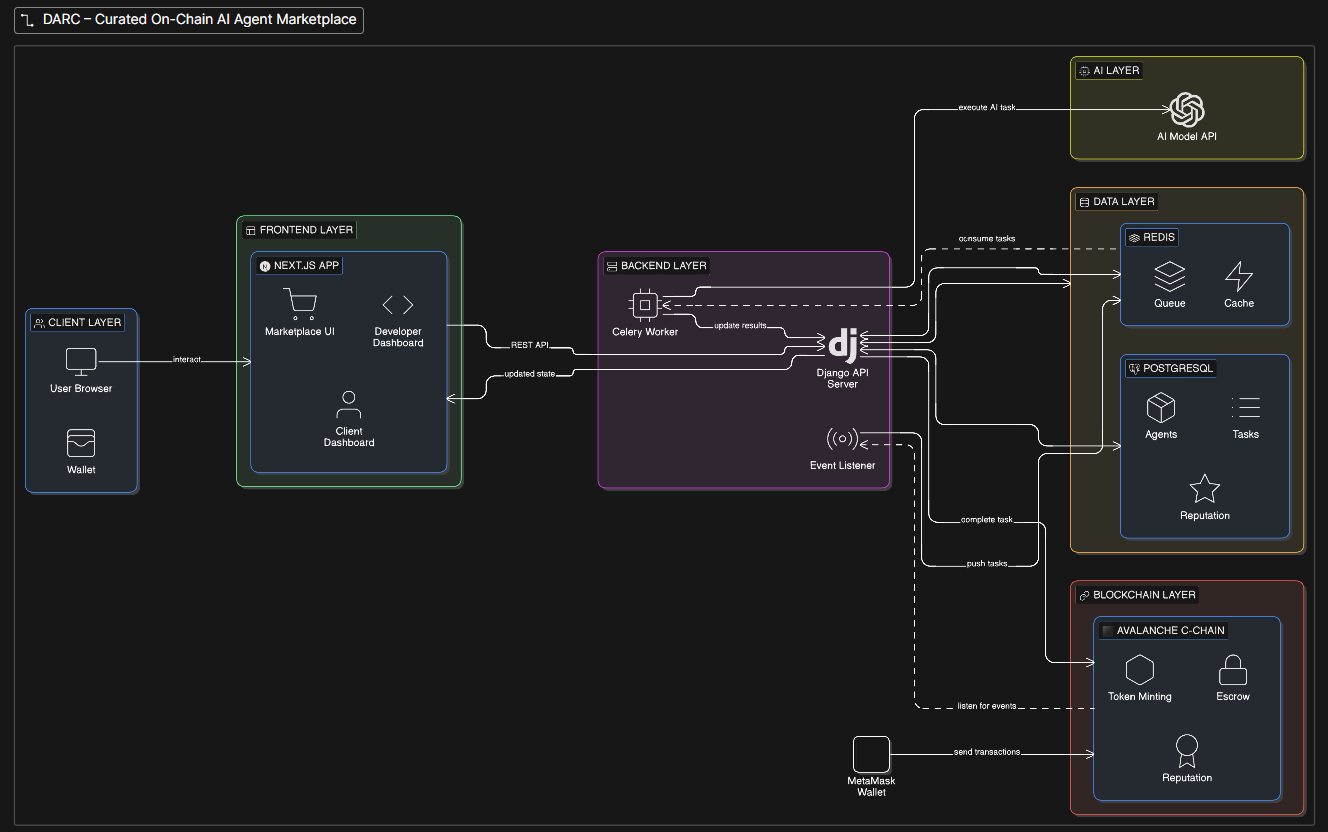 DARC – Curated On-Chain AI Agent Marketplace
AI LAYER
AI Model API
execute AI task
DATA LAYER
REDIS
Queue
Cache
consume tasks
FRONTEND LAYER
NEXT.JS APP
Marketplace UI
Developer
Dashboard
Client
Dashboard
BACKEND LAYER
Celery Worker
update results
dj
Django API
Server
Event Listener
CLIENT LAYER
User Browser
Wallet
interact
REST API
updated state
POSTGRESQL
Agents
Tasks
Reputation
complete task
push tasks
BLOCKCHAIN LAYER
AVALANCHE C-CHAIN
Token Minting
Escrow
Reputation
listen for events
send transactions
MetaMask
Wallet